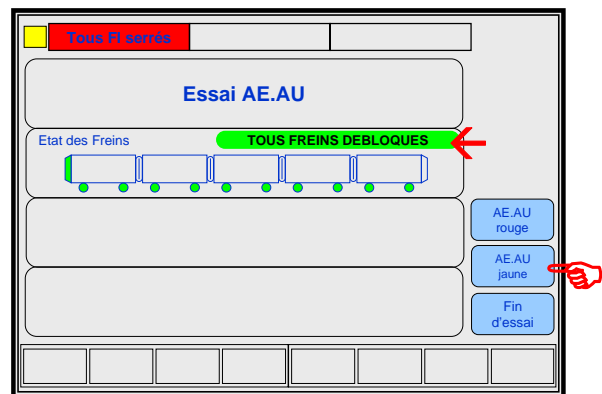 Tous FI serrés
Essai AE.AU
Etat des Freins
TOUS FREINS DEBLOQUES
AE.AU
rouge
AE.AU
jaune
Fin
d'essai